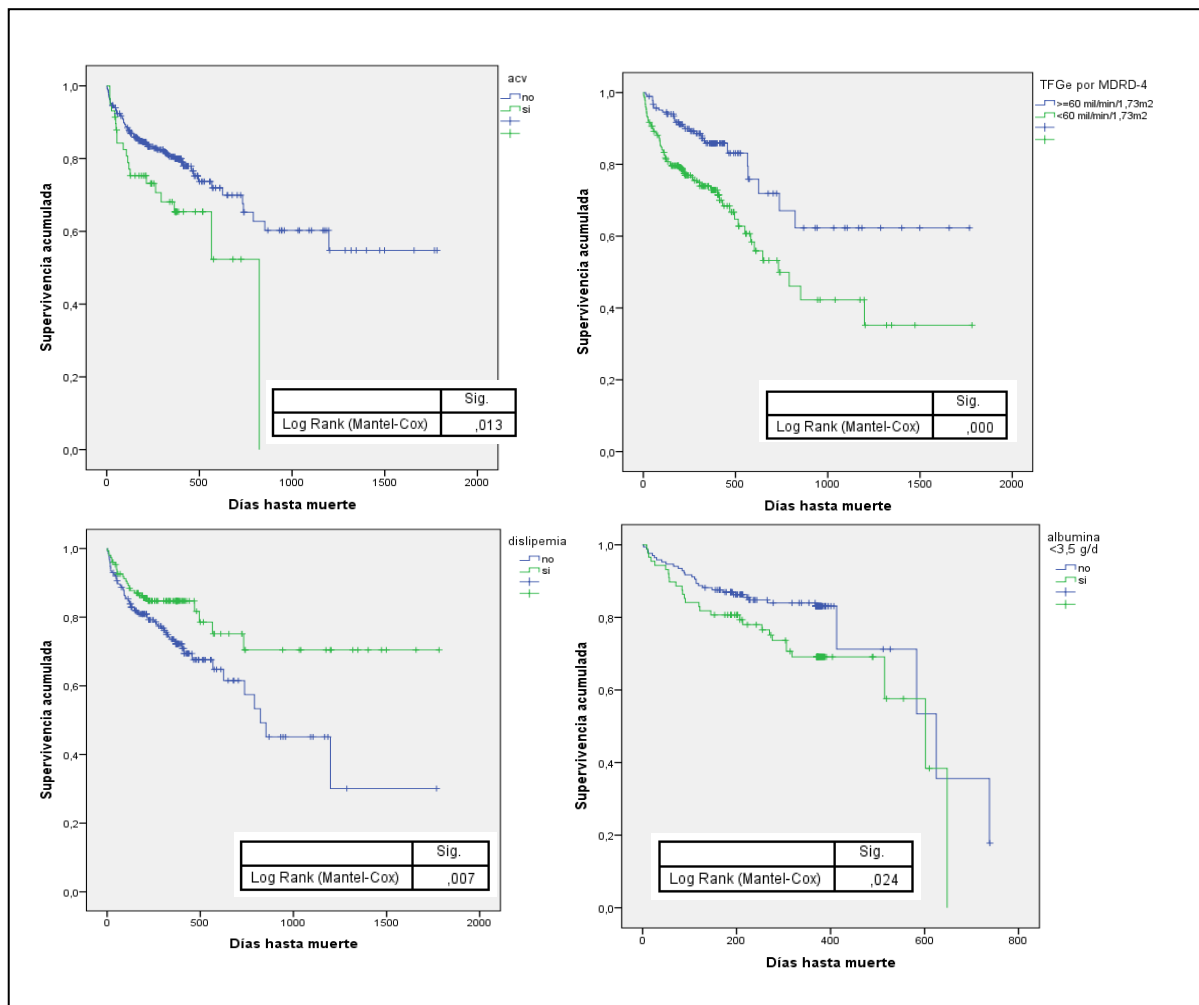 acv
no
si
1,0
0,8
0,6
0,4
0,2
0,0
Supervivencia acumulada
Sig.
Log Rank (Mantel-Cox) ,013
0 500 1000 1500 2000
Días hasta muerte
TFGe por MDRD-4
>=60 mil/min/1,73m2
<60 mil/min/1,73m2
1,0
0,8
0,6
0,4
0,2
0,0
Supervivencia acumulada
Sig.
Log Rank (Mantel-Cox) ,000
0 500 1000 1500 2000
Días hasta muerte
dislipemia
no
si
1,0
0,8
0,6
0,4
0,2
0,0
Supervivencia acumulada
Sig.
Log Rank (Mantel-Cox) ,007
0 500 1000 1500 2000
Días hasta muerte
albumina
<3,5 g/d
no
si
1,0
0,8
0,6
0,4
0,2
0,0
Supervivencia acumulada
Sig.
Log Rank (Mantel-Cox) ,024
0 200 400 600 800
Días hasta muerte